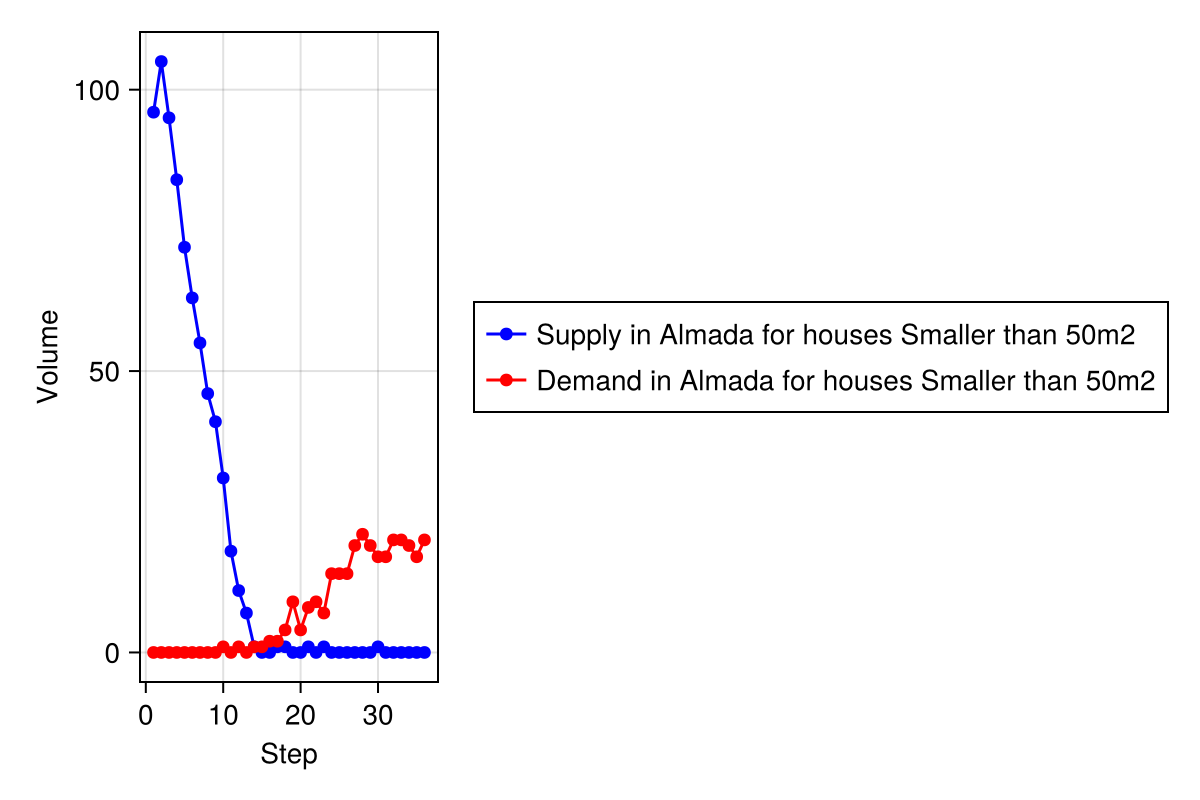 100
50
0
Volume
0 10 20 30
Step
Supply in Almada for houses Smaller than 50m2
Demand in Almada for houses Smaller than 50m2